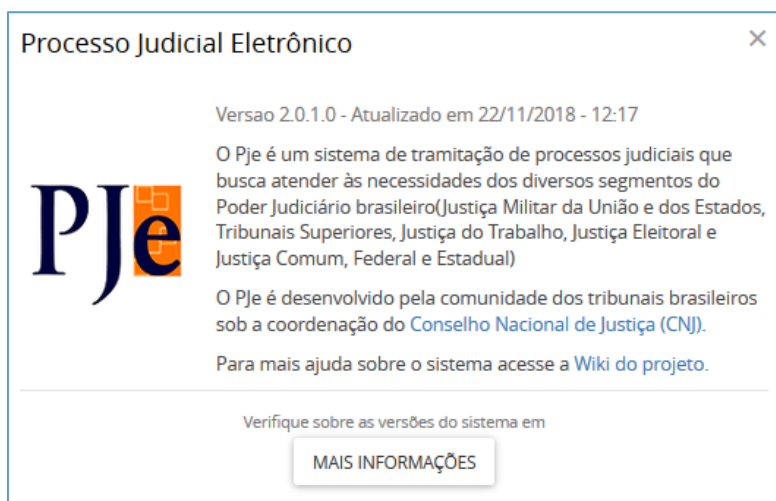 Processo Judicial Eletrônico
Versao 2.0.1.0 - Atualizado em 22/11/2018 - 12:17
O Pje é um sistema de tramitação de processos judiciais que
busca atender às necessidades dos diversos segmentos do
Poder Judiciário brasileiro(Justiça Militar da União e dos Estados,
Tribunais Superiores, Justiça do Trabalho, Justiça Eleitoral e
Justiça Comum, Federal e Estadual)
PJe
O PJe é desenvolvido pela comunidade dos tribunais brasileiros
sob a coordenação do Conselho Nacional de Justiça (CNJ).
Para mais ajuda sobre o sistema acesse a Wiki do projeto.
Verifique sobre as versões do sistema em
MAIS INFORMAÇÕES